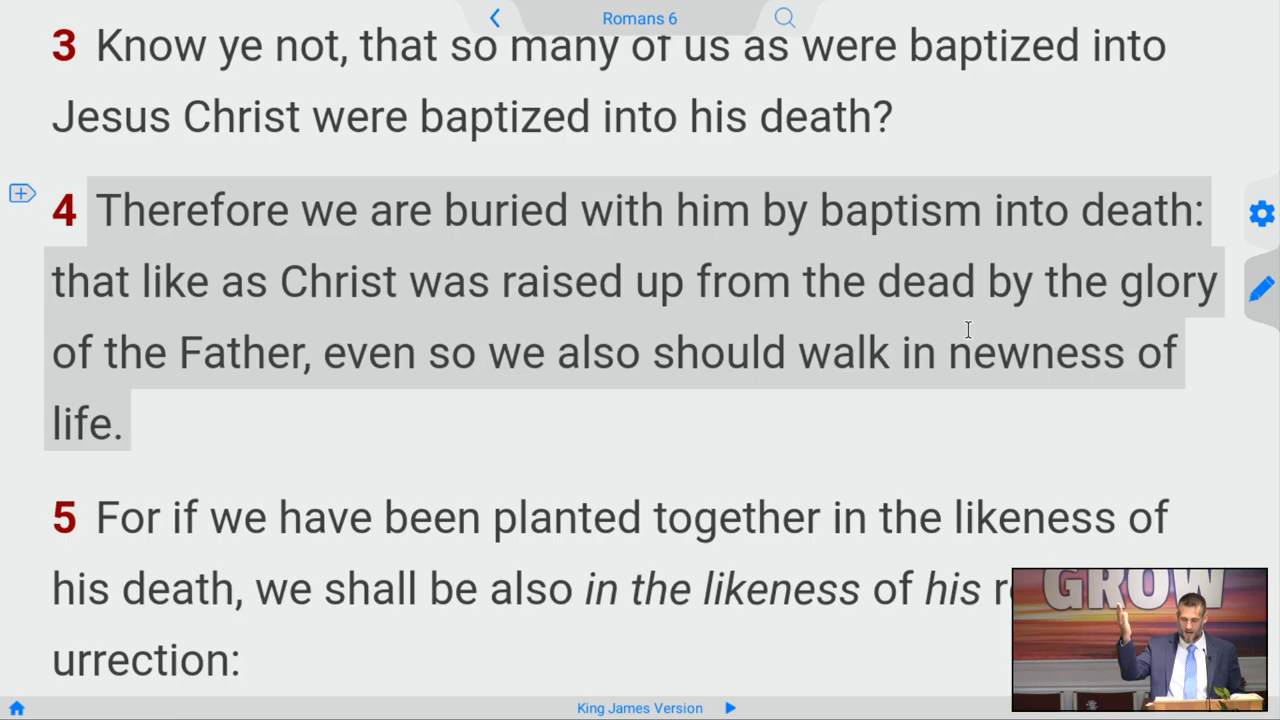 Romans 6
3 Know ye not, that so many of us as were baptized into
Jesus Christ were baptized into his death?
4 Therefore we are buried with him by baptism into death:
that like as Christ was raised up from the dead by the glory
of the Father, even so we also should walk in newness of
life.
5 For if we have been planted together in the likeness of
his death, we shall be also in the likeness of his r
urrection:
GROW
King James Version